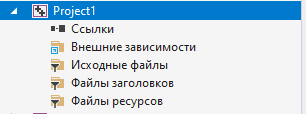 Project1
Ссылки
Внешние зависимости
Исходные файлы
Файлы заголовков
Файлы ресурсов